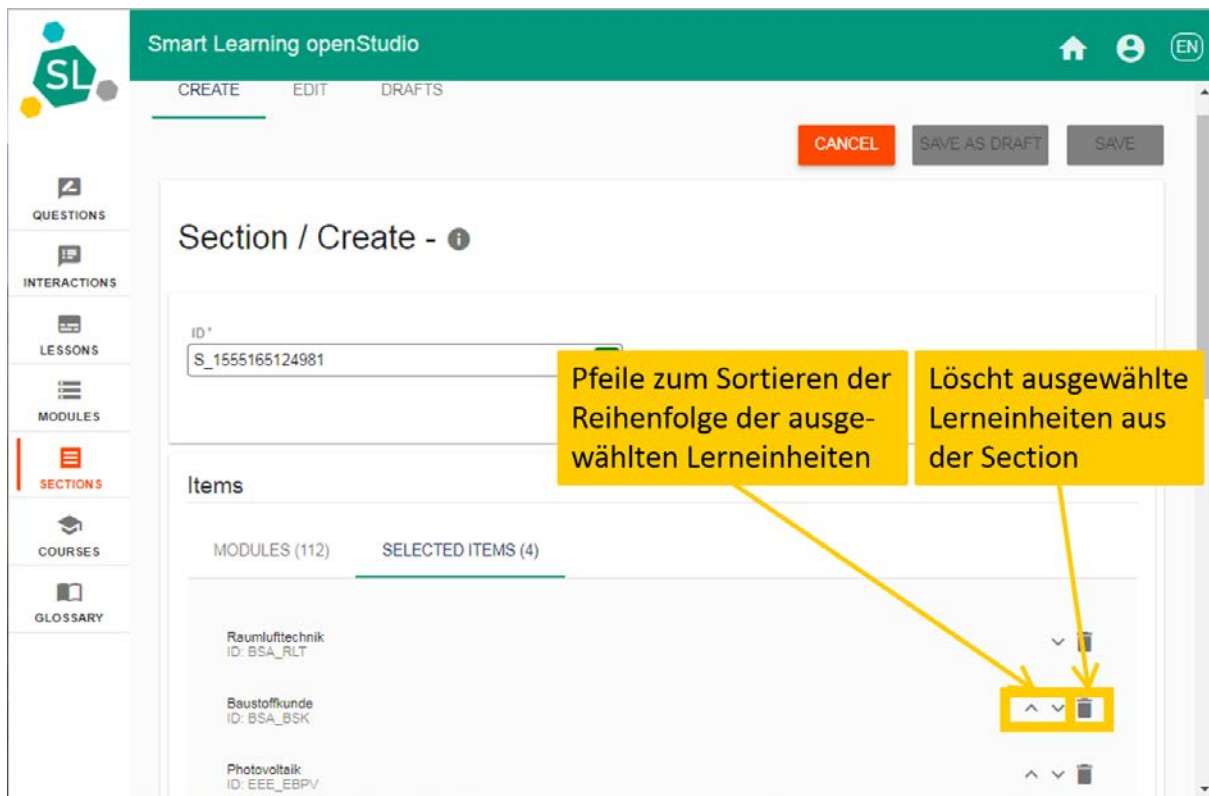 SL
Smart Learning openStudio
EN
CREATE EDIT DRAFTS
CANCEL SAVE AS DRAFT SAVE
QUESTIONS
INTERACTIONS
LESSONS
MODULES
SECTIONS
COURSES
GLOSSARY
Section / Create -
ID*
S_1555165124981
Pfeile zum Sortieren der
Reihenfolge der ausge-
wählten Lerneinheiten
Löscht ausgewählte
Lerneinheiten aus
der Section
Items
MODULES (112) SELECTED ITEMS (4)
Raumlufttechnik
ID: BSA_RLT
Baustoffkunde
ID: BSA_BSK
Photovoltaik
ID: EEE_EBPV